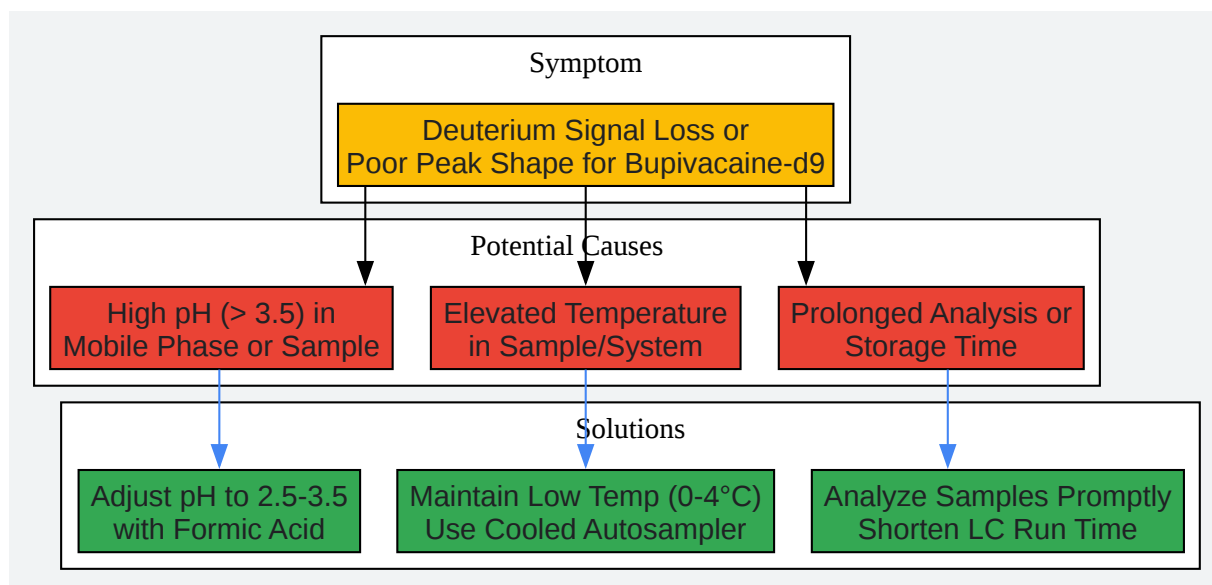 Symptom
Deuterium Signal Loss or
Poor Peak Shape for Bupivacaine-d9
Potential Causes
High pH (> 3.5) in
Mobile Phase or Sample
Elevated Temperature
in Sample/System
Prolonged Analysis or
Storage Time
Solutions
Adjust pH to 2.5-3.5
with Formic Acid
Maintain Low Temp (0-4°C)
Use Cooled Autosampler
Analyze Samples Promptly
Shorten LC Run Time